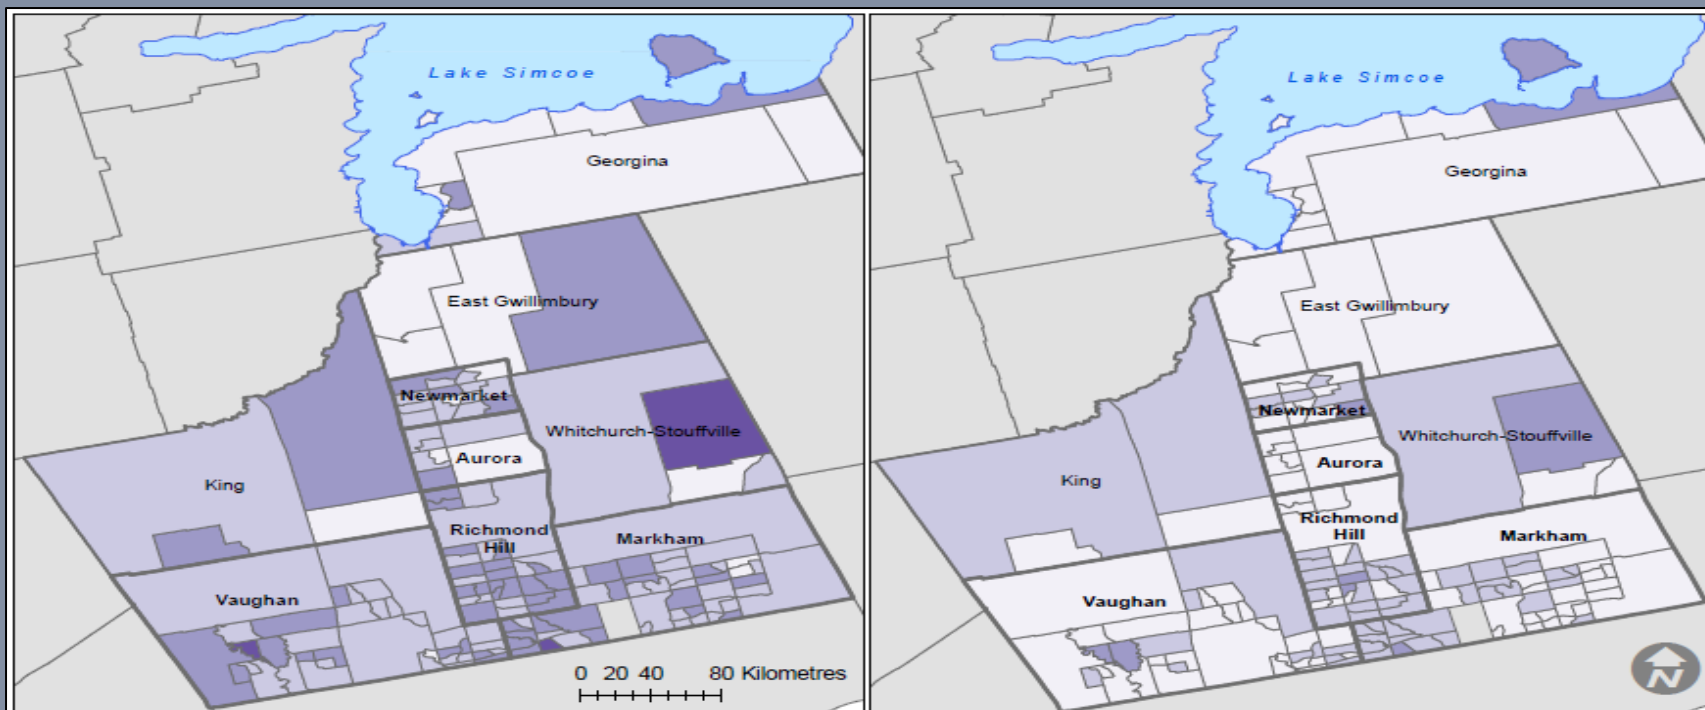 Lake Simcoe
Georgina
East Gwillimbury
Newmarket
Whitchurch-Stouffville
Aurora
King
Richmond
Hill
Markham
Vaughan
0 20 40 80 Kilometres
Lake Simcoe
Georgina
East Gwillimbury
Newmarket
Whitchurch-Stouffville
Aurora
King
Richmond
Hill
Markham
Vaughan
N